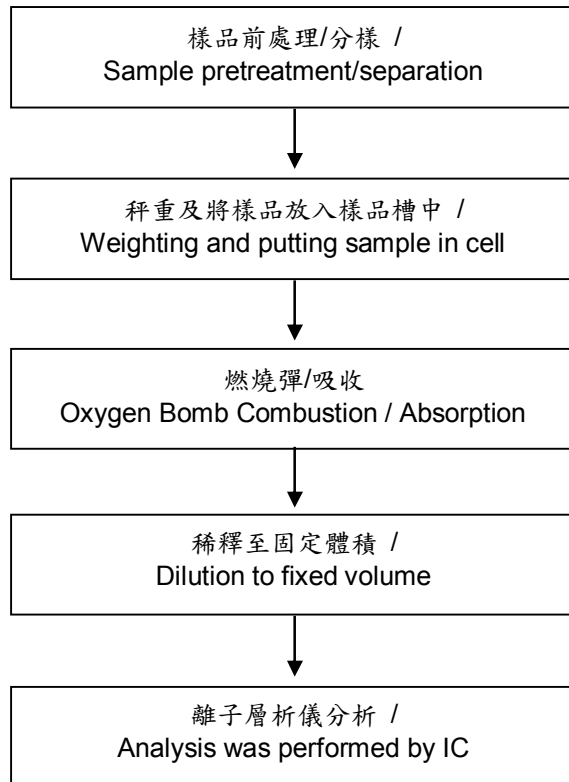 樣品前處理/分樣 /
Sample pretreatment/separation
秤重及將樣品放入樣品槽中 /
Weighting and putting sample in cell
燃燒彈/吸收
Oxygen Bomb Combustion / Absorption
稀釋至固定體積 /
Dilution to fixed volume
離子層析儀分析 /
Analysis was performed by IC